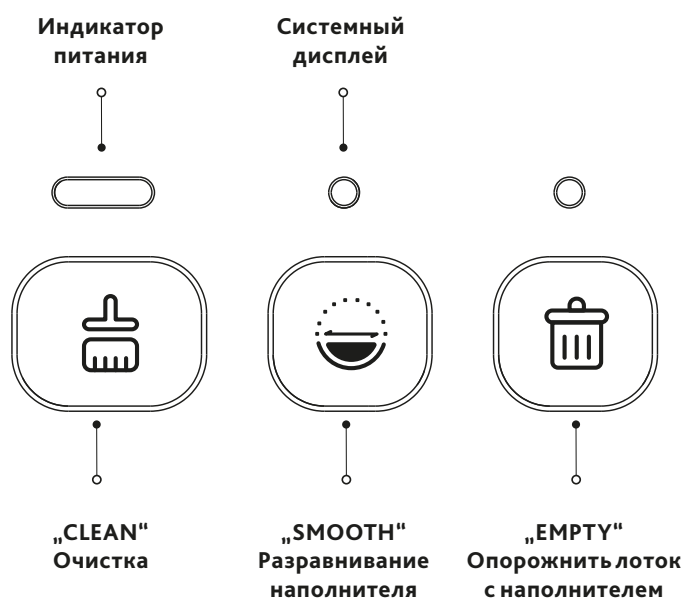 Индикатор
питания
Системный
дисплей
„CLEAN“
Очистка
„SMOOTH“
Разравнивание
наполнителя
„EMPTY“
Опорожнить лоток
с наполнителем